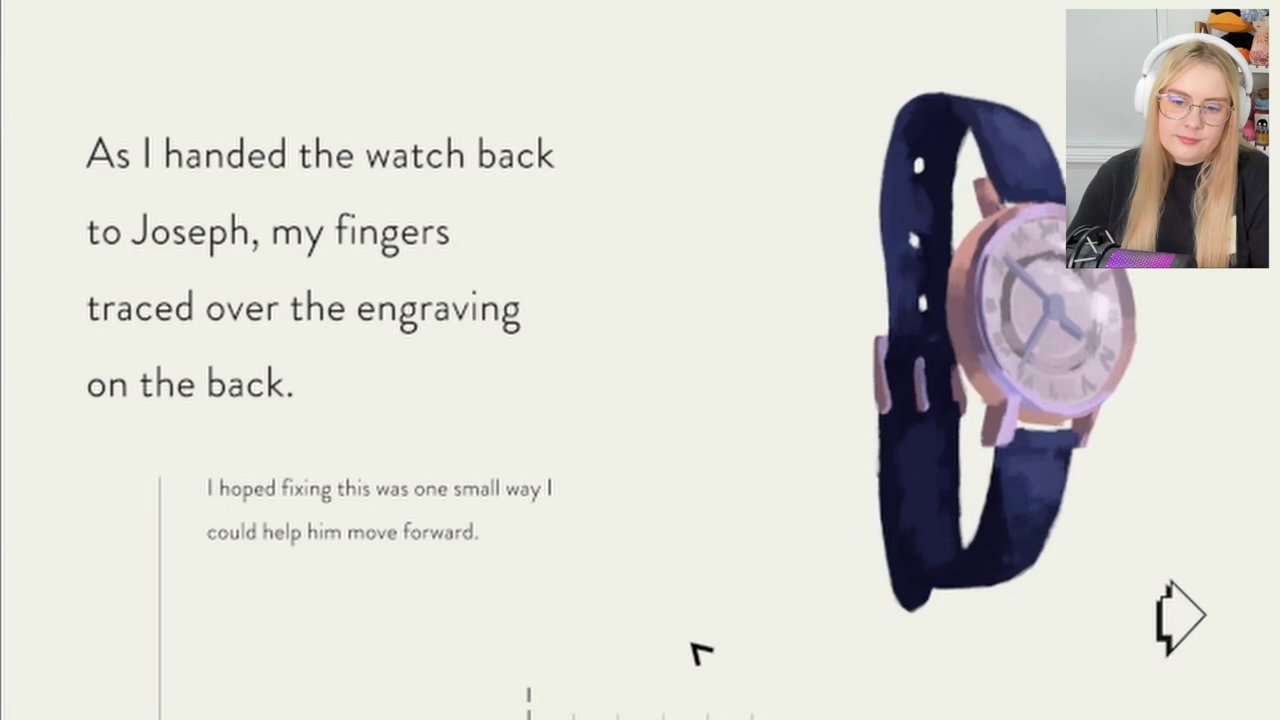 As I handed the watch back
to Joseph, my fingers
traced over the engraving
on the back.
I hoped fixing this was one small way I
could help him move forward.